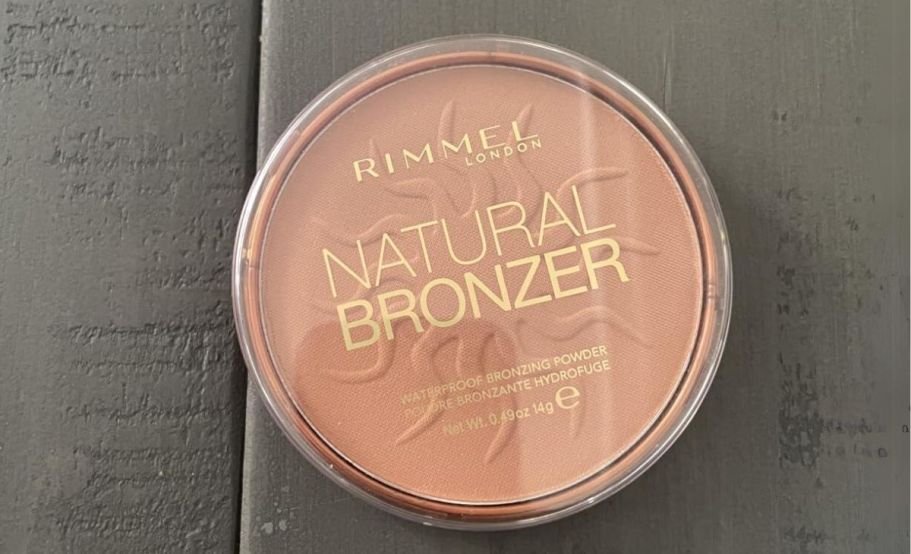 RIMMEL
LONDON
NATURAL
BRONZER
WATERPROOF BRONZING POWDER
POUDRE BRONZANTE HYDROFUGE
Net Wt. 0.49oz 14g e